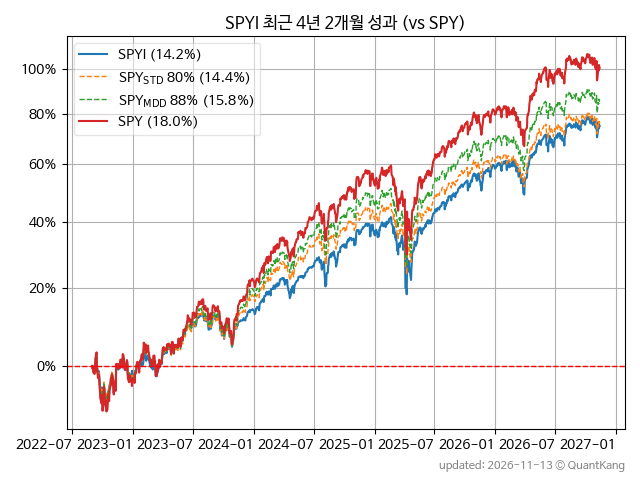 SPYI 최근 4년 2개월 성과 (vs SPY)
SPYI (14.2%)
SPY_STD 80% (14.4%)
SPY_MDD 88% (15.8%)
SPY (18.0%)
100%
80%
60%
40%
20%
0%
2022-07 2023-01 2023-07 2024-01 2024-07 2025-01 2025-07 2026-01 2026-07 2027-01
updated: 2026-11-13 © QuantKang